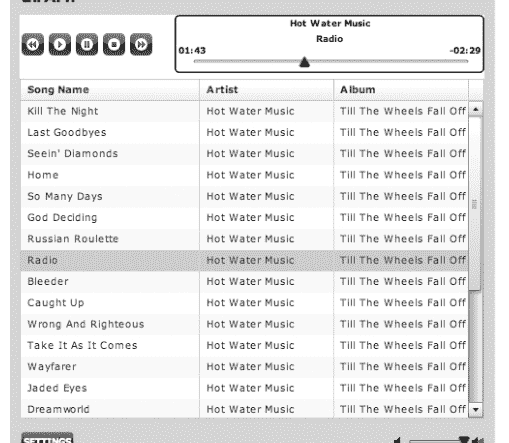 Hot Water Music
Radio
01:43 -02:29
Song Name Artist Album
Kill The Night Hot Water Music Till The Wheels Fall Off
Last Goodbyes Hot Water Music Till The Wheels Fall Off
Seein' Diamonds Hot Water Music Till The Wheels Fall Off
Home Hot Water Music Till The Wheels Fall Off
So Many Days Hot Water Music Till The Wheels Fall Off
God Deciding Hot Water Music Till The Wheels Fall Off
Russian Roulette Hot Water Music Till The Wheels Fall Off
Radio Hot Water Music Till The Wheels Fall Off
Bleeder Hot Water Music Till The Wheels Fall Off
Caught Up Hot Water Music Till The Wheels Fall Off
Wrong And Righteous Hot Water Music Till The Wheels Fall Off
Take It As It Comes Hot Water Music Till The Wheels Fall Off
Wayfarer Hot Water Music Till The Wheels Fall Off
Jaded Eyes Hot Water Music Till The Wheels Fall Off
Dreamworld Hot Water Music Till The Wheels Fall Off
SETTINGS